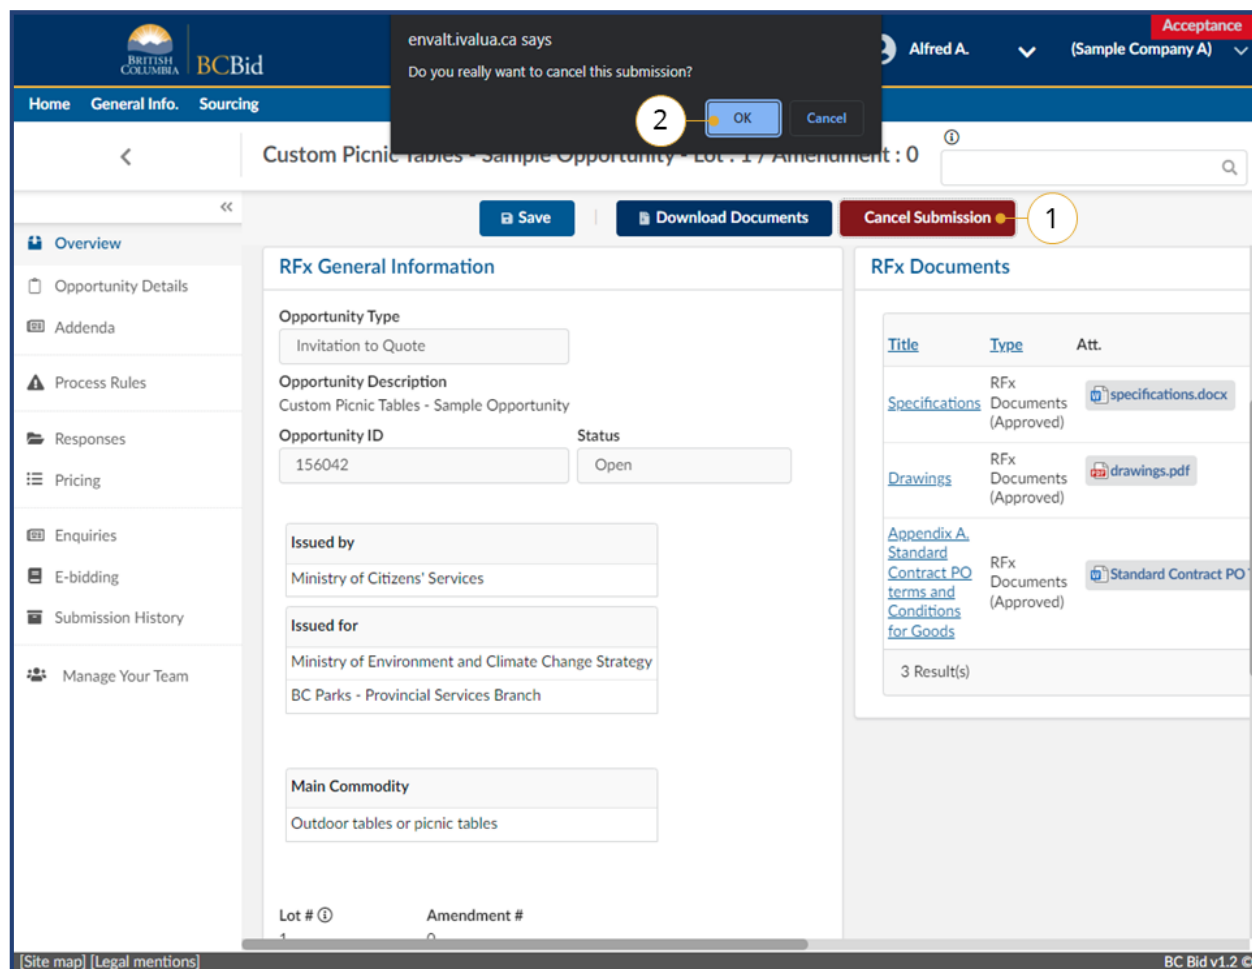 Acceptance
envalt.ivalua.ca says
BRITISH
COLUMBIA
BCBid
Alfred A.
(Sample Company A)
Do you really want to cancel this submission?
Home General Info. Sourcing
2
OK
Cancel
Custom Picnic Tables - Sample Opportunity - Lot : 1 / Amendment : 0
Save
Download Documents
Cancel Submission
1
Overview
Opportunity Details
Addenda
Process Rules
Responses
Pricing
Enquiries
E-bidding
Submission History
Manage Your Team
RFx General Information
Opportunity Type
Invitation to Quote
Opportunity Description
Custom Picnic Tables - Sample Opportunity
Opportunity ID
Status
156042
Open
Issued by
Ministry of Citizens' Services
Issued for
Ministry of Environment and Climate Change Strategy
BC Parks - Provincial Services Branch
Main Commodity
Outdoor tables or picnic tables
Lot #
Amendment #
1
0
RFx Documents
Title
Type
Att.
Specifications
RFx
Documents
(Approved)
specifications.docx
Drawings
RFx
Documents
(Approved)
drawings.pdf
Appendix A.
Standard
Contract PO
terms and
Conditions
for Goods
RFx
Documents
(Approved)
Standard Contract PO
3 Result(s)
[Site map] [Legal mentions]
BC Bid v1.2 ©